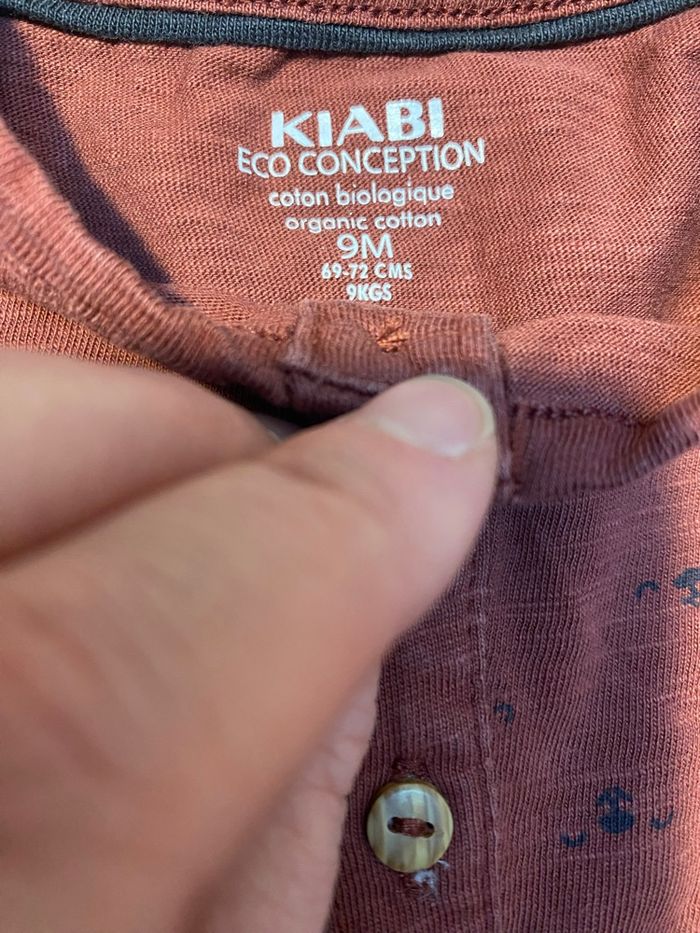 KIABI
ECO CONCEPTION
coton biologique
organic cotton
9M
69-72 CMS
9KGS